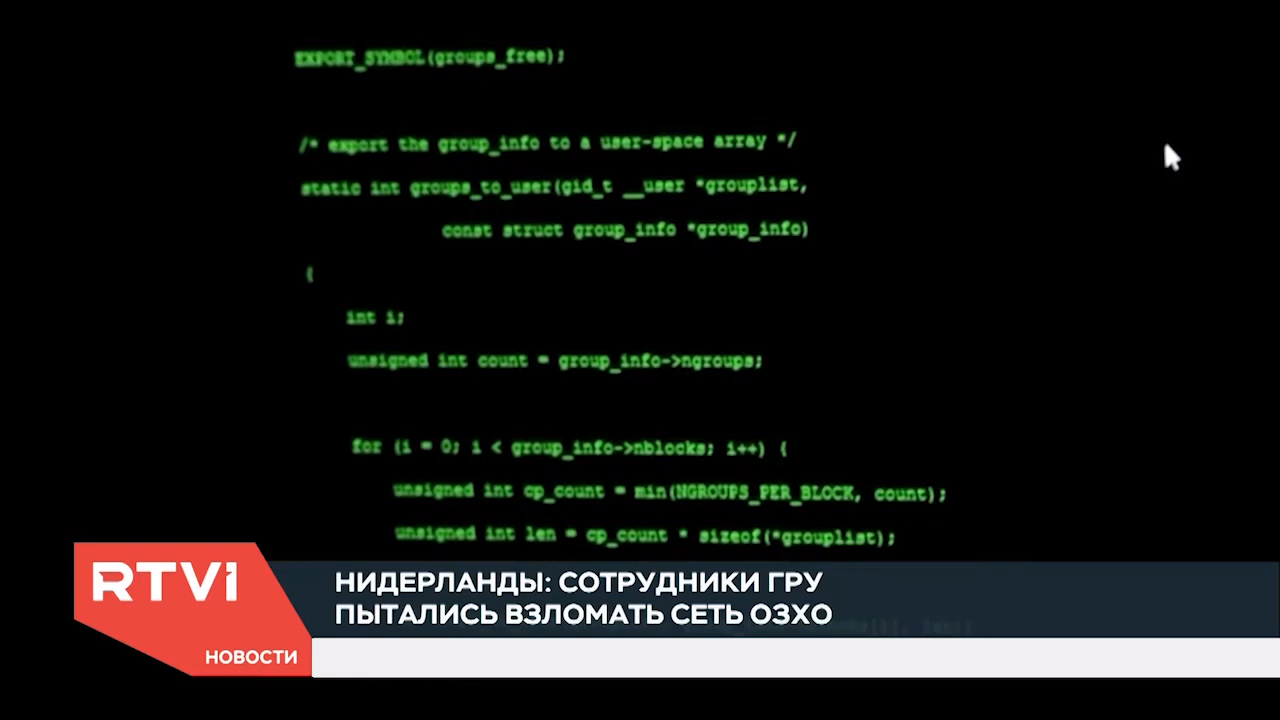 EXPORT_SYMBOL(groups_free);
/* export the group_info to a user-space array */
static int groups_to_user(gid_t __user *grouplist,
const struct group_info *group_info)
{
int i;
unsigned int count = group_info->ngroups;
for (i = 0; i < group_info->nblocks; i++) {
unsigned int cp_count = min(NGROUPS_PER_BLOCK, count);
unsigned int len = cp_count * sizeof(*grouplist);
RTVi
НОВОСТИ
НИДЕРЛАНДЫ: СОТРУДНИКИ ГРУ
ПЫТАЛИСЬ ВЗЛОМАТЬ СЕТЬ ОЗХО